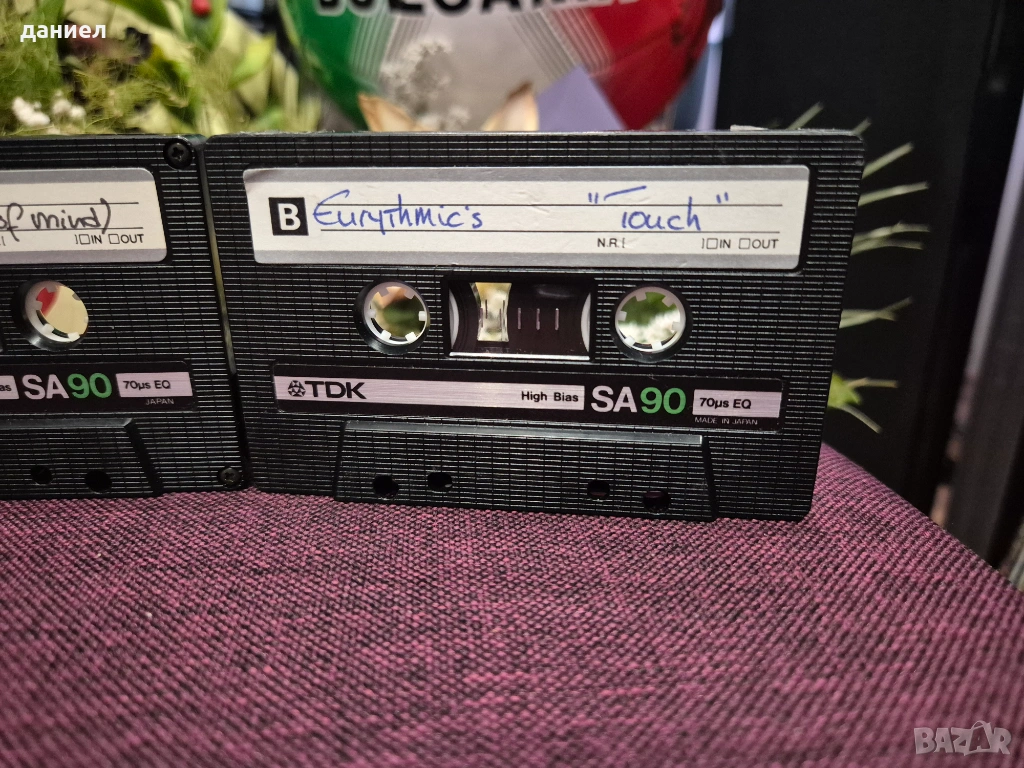 даниел
of mind)
IN OUT
B Eurythmic's "Touch"
N.R. IN OUT
SA90 70µs EQ
JAPAN
TDK High Bias SA90 70µs EQ
MADE IN JAPAN
BAZAR